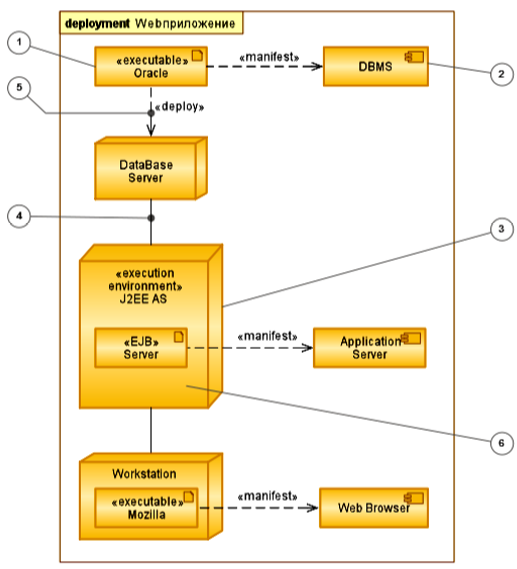 deployment Webприложение
1
«executable»
Oracle
«manifest»
DBMS
2
5
«deploy»
DataBase
Server
4
3
«execution
environment»
J2EE AS
«EJB»
Server
«manifest»
Application
Server
6
Workstation
«executable»
Mozilla
«manifest»
Web Browser